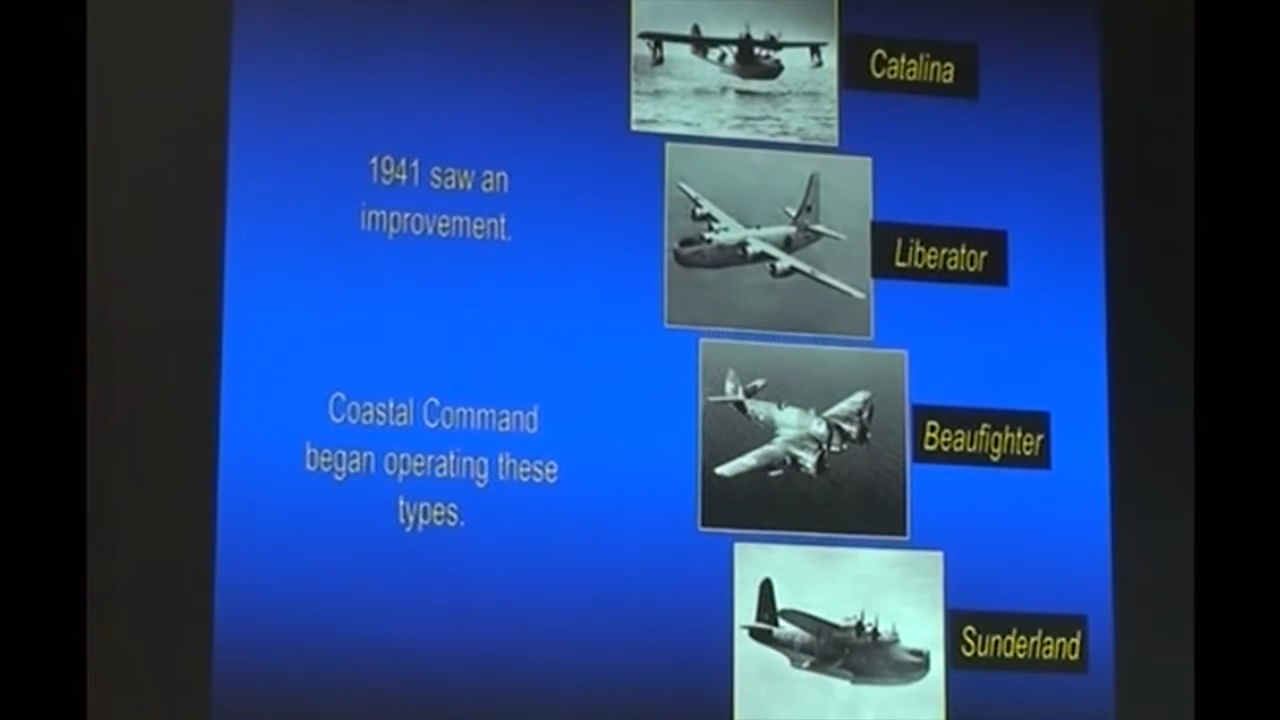 Catalina
1941 saw an
improvement.
Liberator
Coastal Command
began operating these
types.
Beaufighter
Sunderland